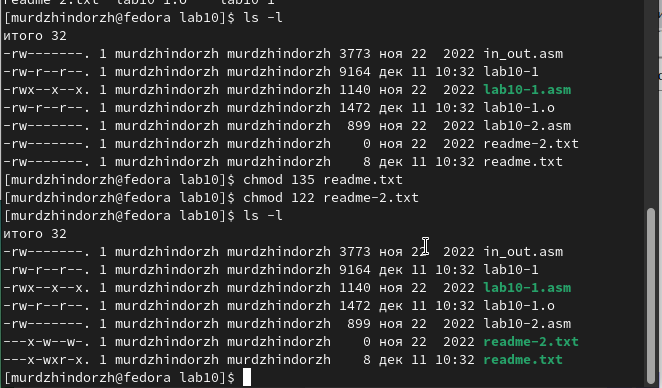 readme-2.txt  lab10-1.o    lab10-1
[murdzhindorzh@fedora lab10]$ ls -l
итого 32
-rw-------. 1 murdzhindorzh murdzhindorzh 3773 ноя 22  2022 in_out.asm
-rw-r--r--. 1 murdzhindorzh murdzhindorzh 9164 дек 11 10:32 lab10-1
-rwx--x--x. 1 murdzhindorzh murdzhindorzh 1140 ноя 22  2022 lab10-1.asm
-rw-r--r--. 1 murdzhindorzh murdzhindorzh 1472 дек 11 10:32 lab10-1.o
-rw-------. 1 murdzhindorzh murdzhindorzh  899 ноя 22  2022 lab10-2.asm
-rw-------. 1 murdzhindorzh murdzhindorzh    0 ноя 22  2022 readme-2.txt
-rw-r--r--. 1 murdzhindorzh murdzhindorzh    8 дек 11 10:32 readme.txt
[murdzhindorzh@fedora lab10]$ chmod 135 readme.txt
[murdzhindorzh@fedora lab10]$ chmod 122 readme-2.txt
[murdzhindorzh@fedora lab10]$ ls -l
итого 32
-rw-------. 1 murdzhindorzh murdzhindorzh 3773 ноя 22  2022 in_out.asm
-rw-r--r--. 1 murdzhindorzh murdzhindorzh 9164 дек 11 10:32 lab10-1
-rwx--x--x. 1 murdzhindorzh murdzhindorzh 1140 ноя 22  2022 lab10-1.asm
-rw-r--r--. 1 murdzhindorzh murdzhindorzh 1472 дек 11 10:32 lab10-1.o
-rw-------. 1 murdzhindorzh murdzhindorzh  899 ноя 22  2022 lab10-2.asm
---x-w--w-. 1 murdzhindorzh murdzhindorzh    0 ноя 22  2022 readme-2.txt
---x-wxr-x. 1 murdzhindorzh murdzhindorzh    8 дек 11 10:32 readme.txt
[murdzhindorzh@fedora lab10]$